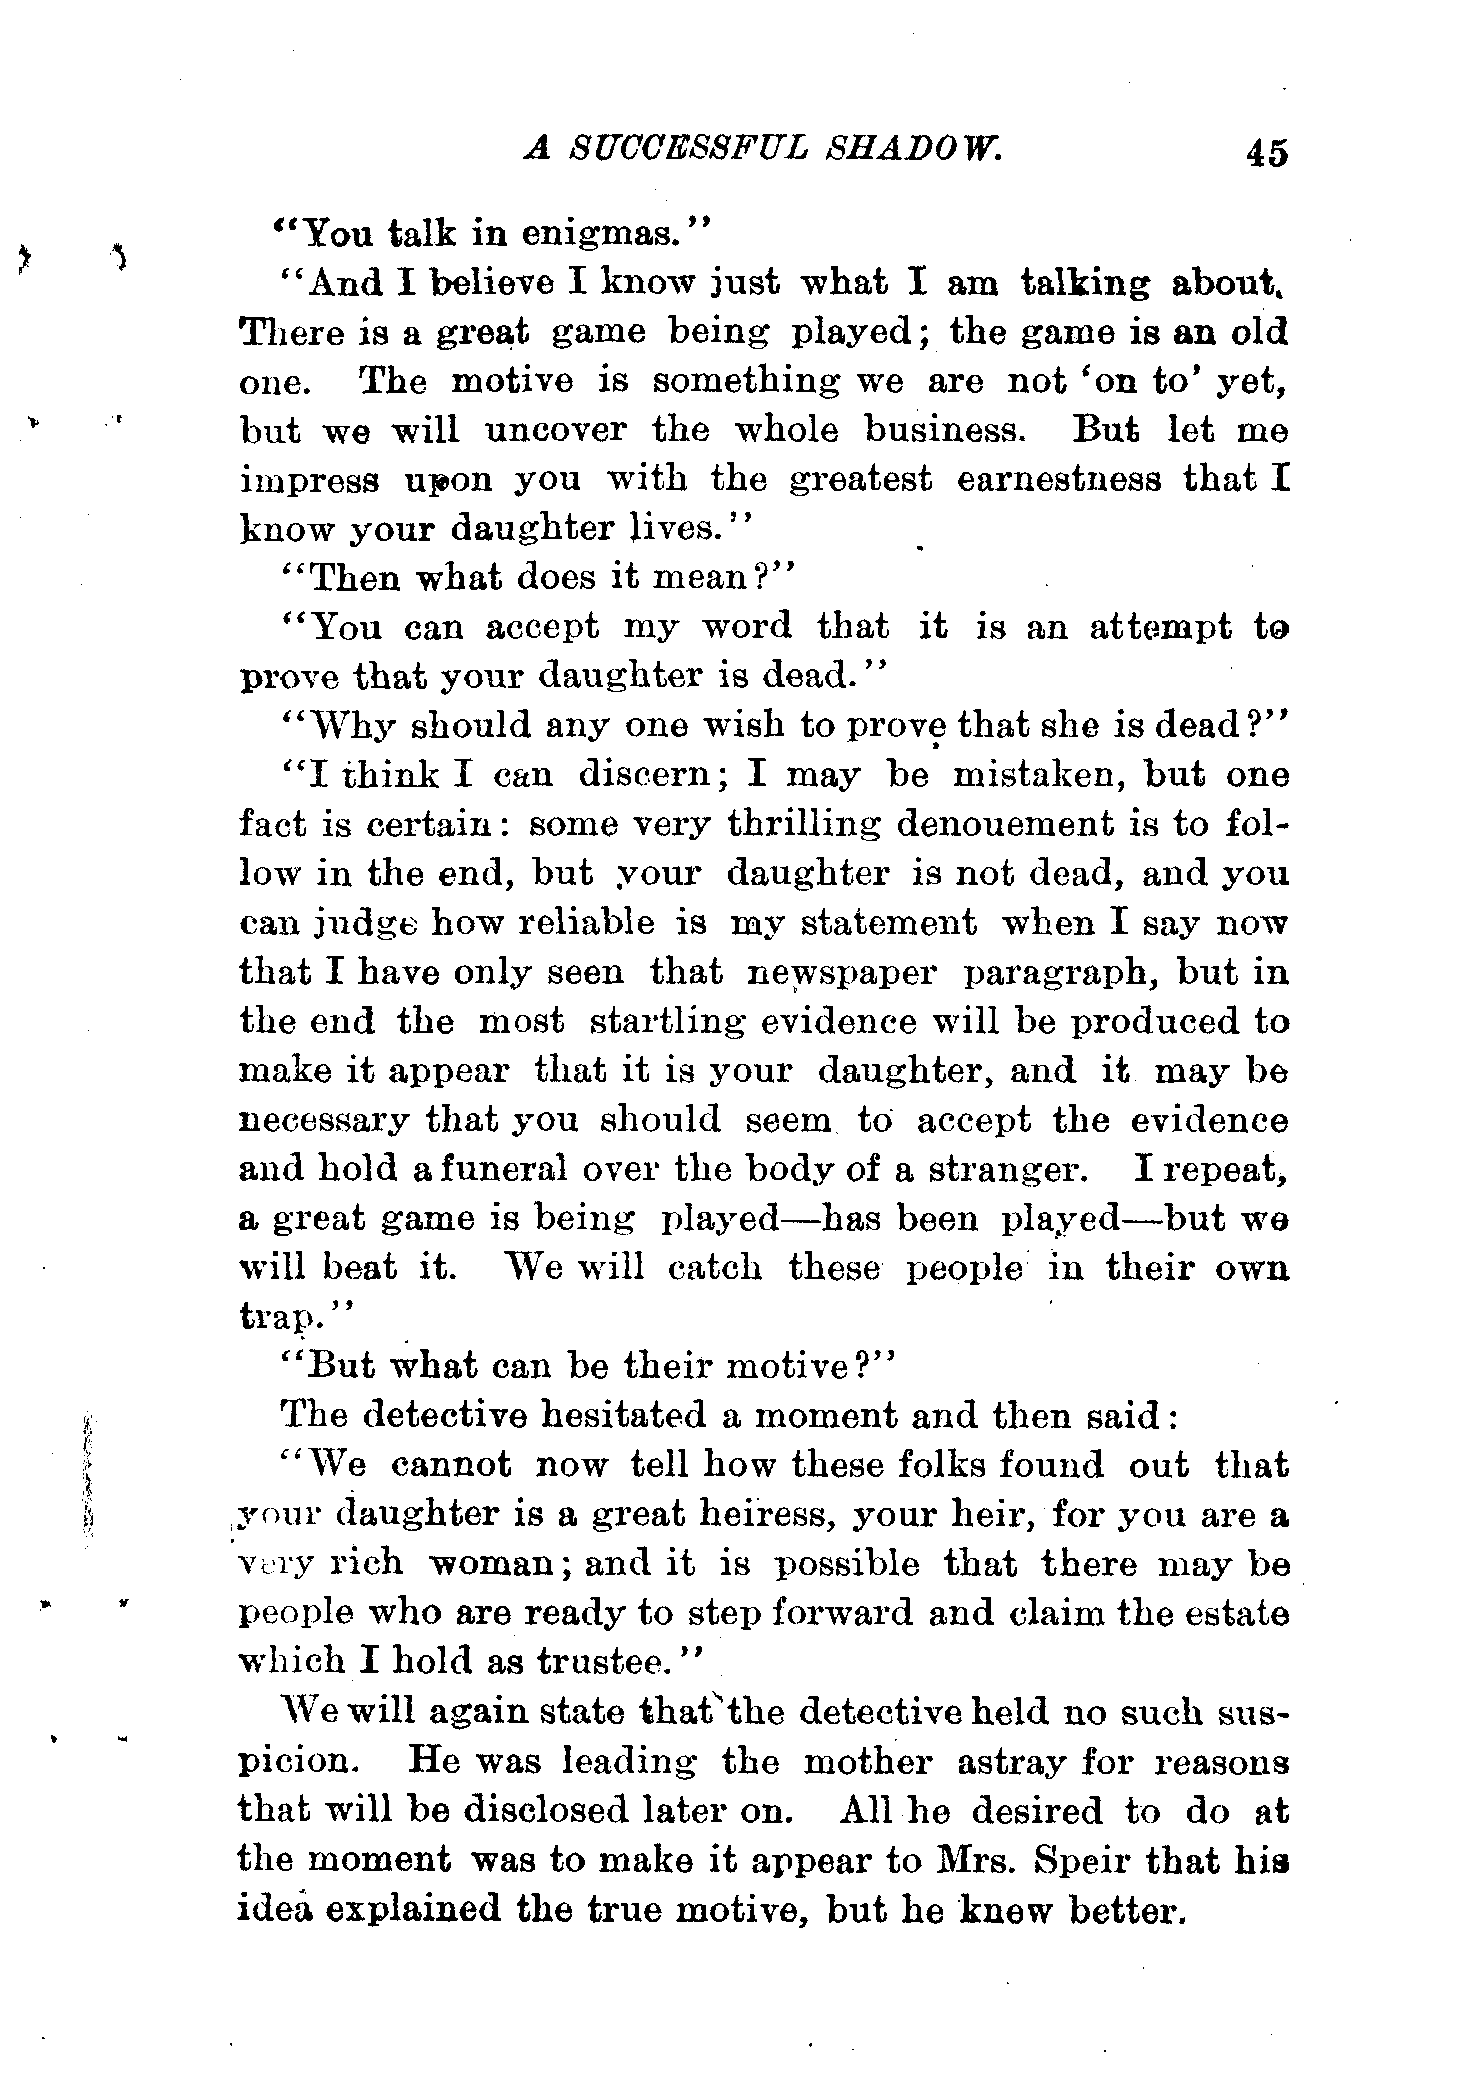 A SUCCESSFUL SHADOW. 45
"You talk in enigmas."
"And I believe I know just what I am talking about.
There is a great game being played; the game is an old
one. The motive is something we are not 'on to' yet,
but we will uncover the whole business. But let me
impress upon you with the greatest earnestness that I
know your daughter lives."
"Then what does it mean?"
"You can accept my word that it is an attempt to
prove that your daughter is dead."
"Why should any one wish to prove that she is dead?"
"I think I can discern; I may be mistaken, but one
fact is certain: some very thrilling denouement is to fol-
low in the end, but your daughter is not dead, and you
can judge how reliable is my statement when I say now
that I have only seen that newspaper paragraph, but in
the end the most startling evidence will be produced to
make it appear that it is your daughter, and it may be
necessary that you should seem to accept the evidence
and hold a funeral over the body of a stranger. I repeat,
a great game is being played—has been played—but we
will beat it. We will catch these people in their own
trap."
"But what can be their motive?"
The detective hesitated a moment and then said:
"We cannot now tell how these folks found out that
your daughter is a great heiress, your heir, for you are a
very rich woman; and it is possible that there may be
people who are ready to step forward and claim the estate
which I hold as trustee."
We will again state that the detective held no such sus-
picion. He was leading the mother astray for reasons
that will be disclosed later on. All he desired to do at
the moment was to make it appear to Mrs. Speir that his
idea explained the true motive, but he knew better.